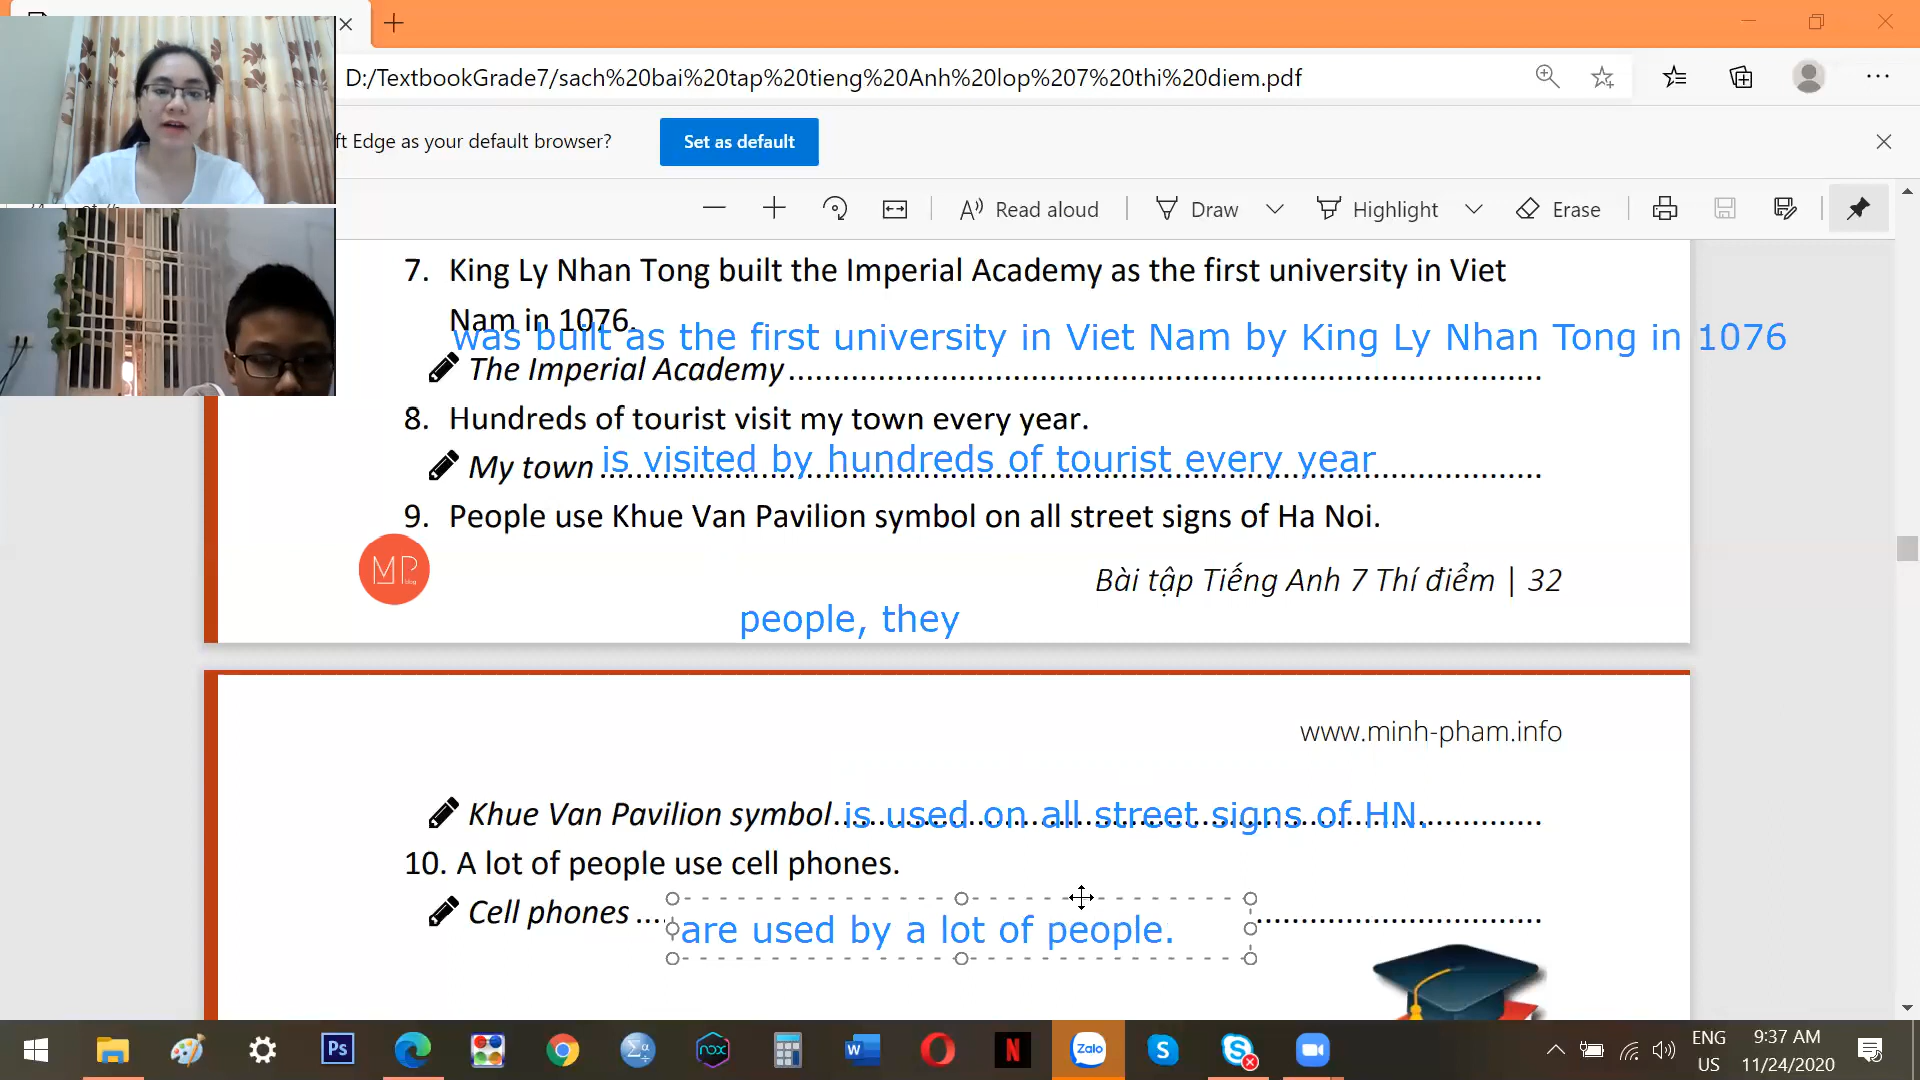 D:/TextbookGrade7/sach%20bai%20tap%20tieng%20Anh%20lop%207%20thi%20diem.pdf
ft Edge as your default browser?
Set as default
Read aloud
Draw
Highlight
Erase
7. King Ly Nhan Tong built the Imperial Academy as the first university in Viet
Nam in 1076.
was built as the first university in Viet Nam by King Ly Nhan Tong in 1076
The Imperial Academy................................................................................
8. Hundreds of tourist visit my town every year.
My town is visited by hundreds of tourist every year
9. People use Khue Van Pavilion symbol on all street signs of Ha Noi.
MP
blog
Bài tập Tiếng Anh 7 Thí điểm | 32
people, they
www.minh-pham.info
Khue Van Pavilion symbol is used on all street signs of HN.
10. A lot of people use cell phones.
Cell phones .... are used by a lot of people.
Ps
nox
W
N
Zalo
S
S
ENG
US
9:37 AM
11/24/2020